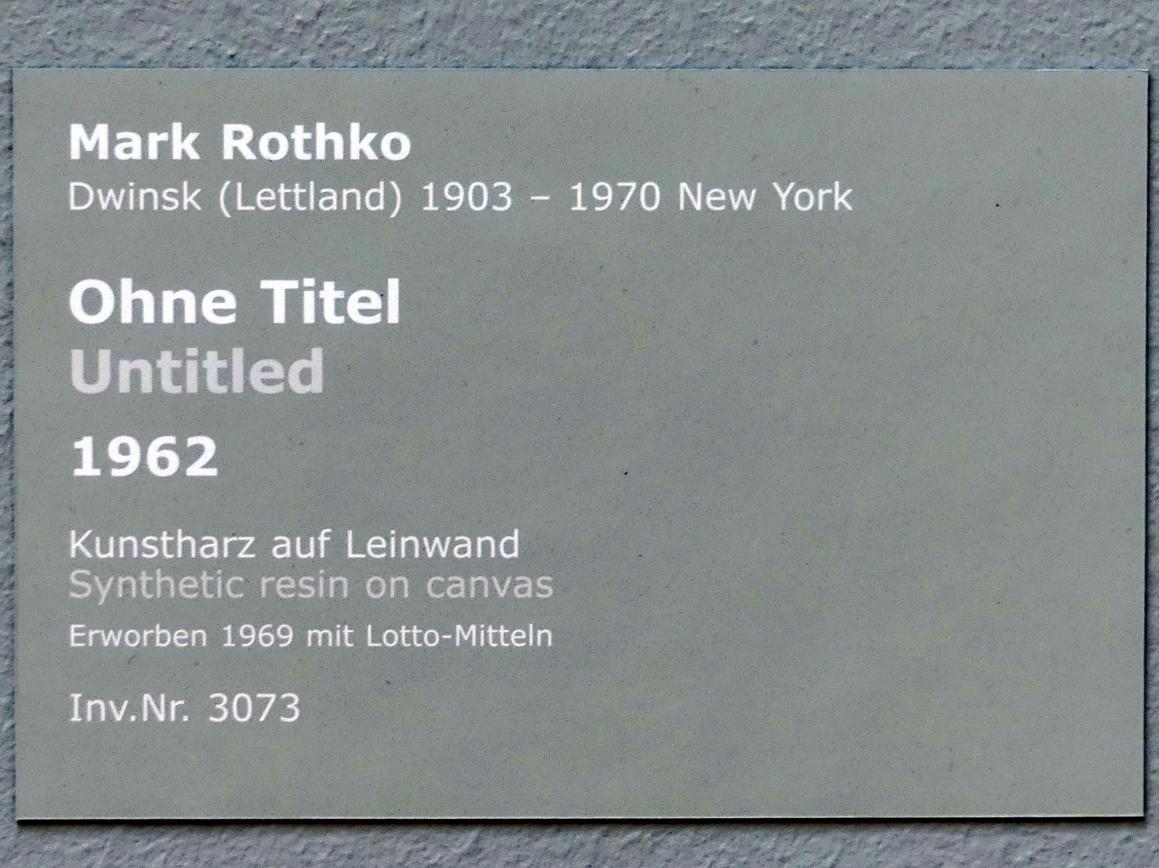 Mark Rothko
Dwinsk (Lettland) 1903 – 1970 New York
Ohne Titel
Untitled
1962
Kunstharz auf Leinwand
Synthetic resin on canvas
Erworben 1969 mit Lotto-Mitteln
Inv.Nr. 3073